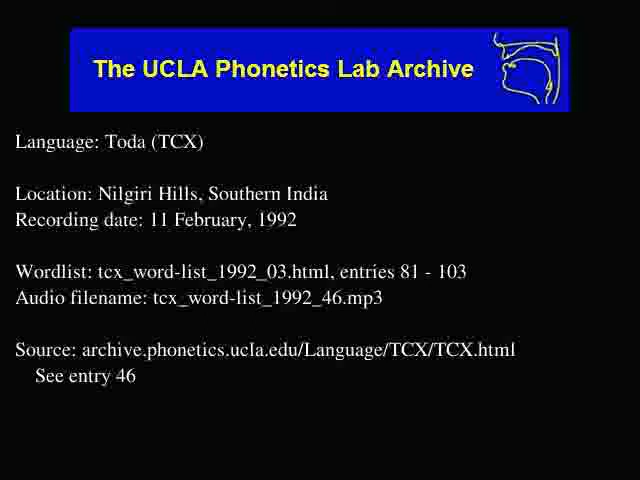 The UCLA Phonetics Lab Archive
Language: Toda (TCX)
Location: Nilgiri Hills, Southern India
Recording date: 11 February, 1992
Wordlist: tcx_word-list_1992_03.html, entries 81 - 103
Audio filename: tcx_word-list_1992_46.mp3
Source: archive.phonetics.ucla.edu/Language/TCX/TCX.html
See entry 46